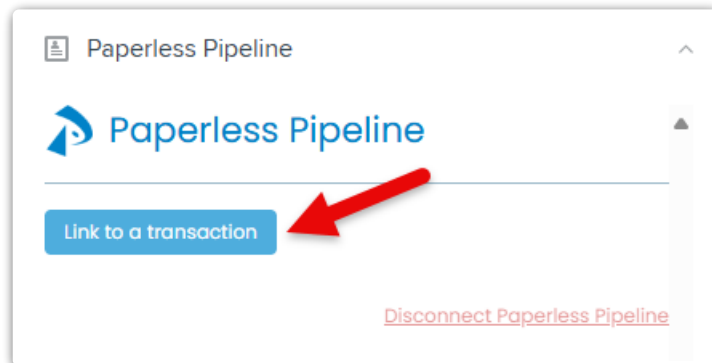 Paperless Pipeline
Paperless Pipeline
Link to a transaction
Disconnect Paperless Pipeline